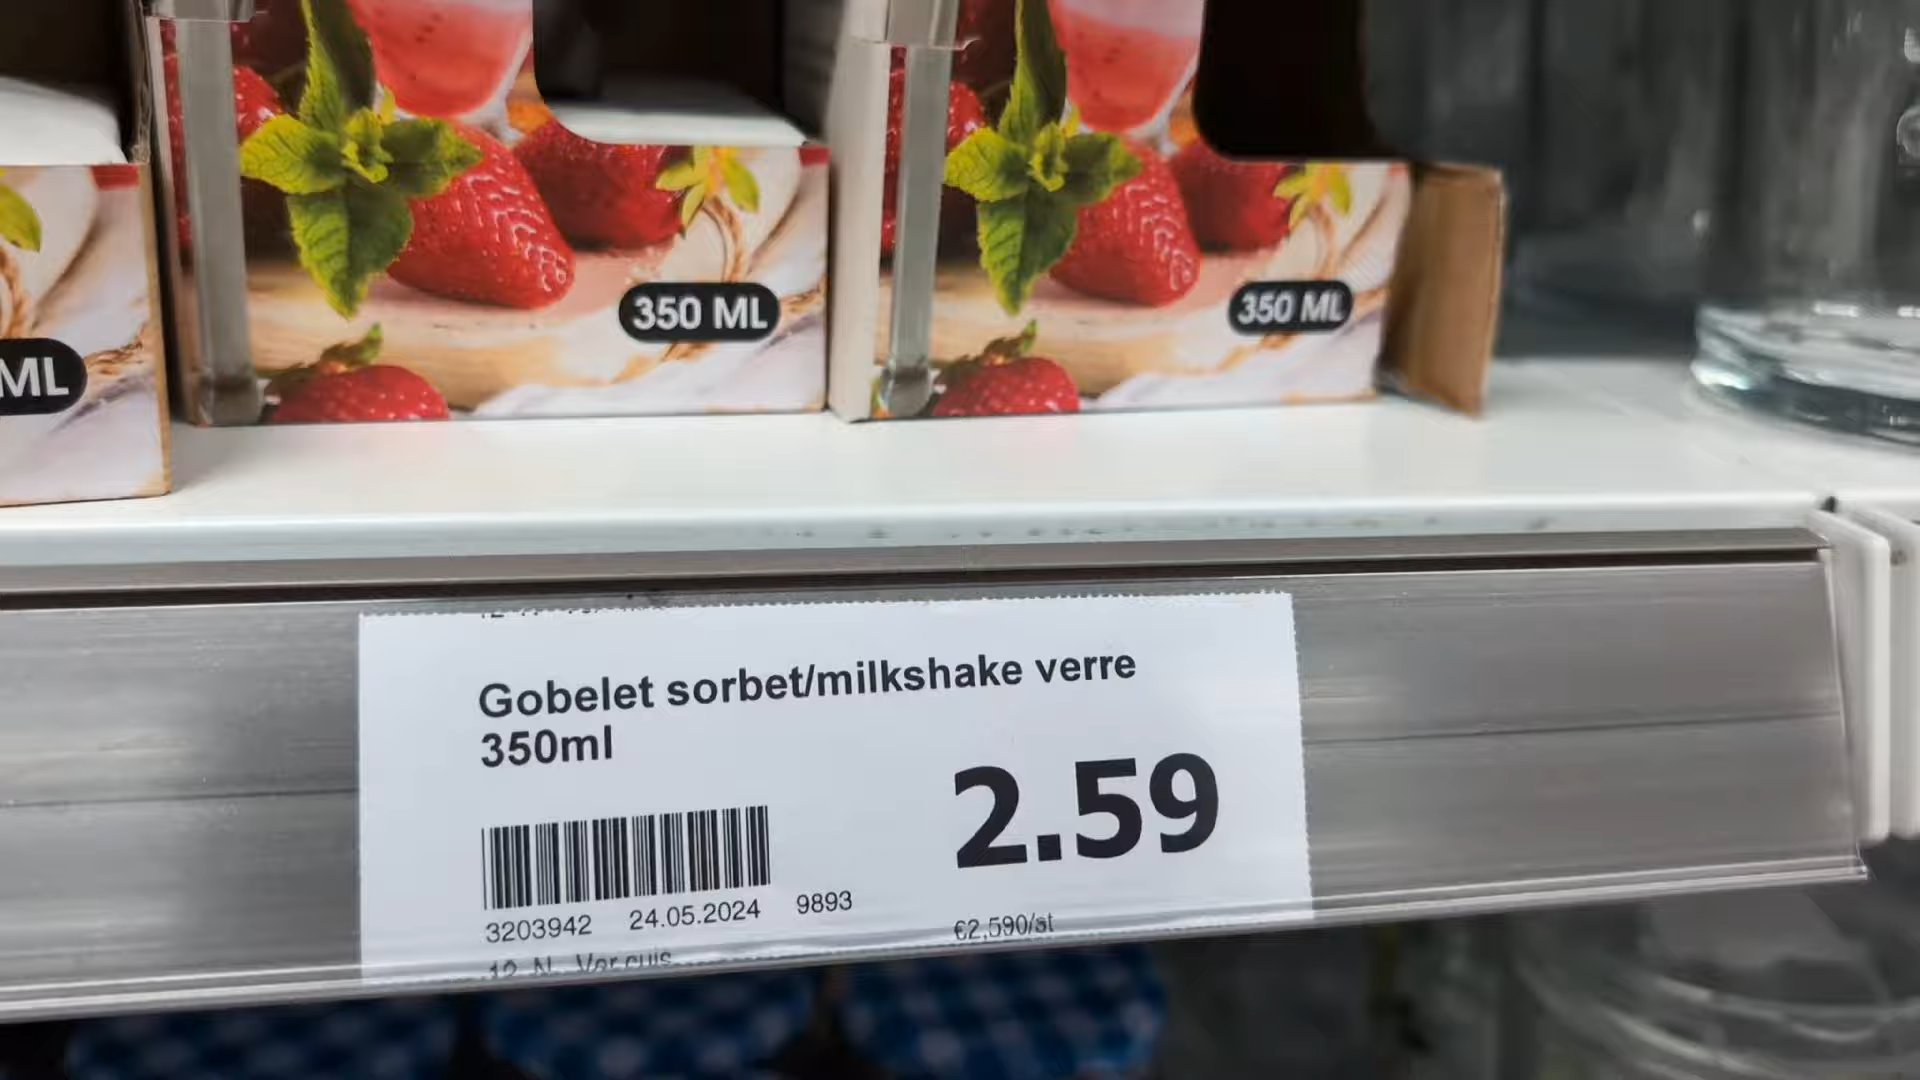 350 ML
350 ML
ML
Gobelet sorbet/milkshake verre
350ml
2.59
3203942 24.05.2024 9893
€2,590/st
12 N